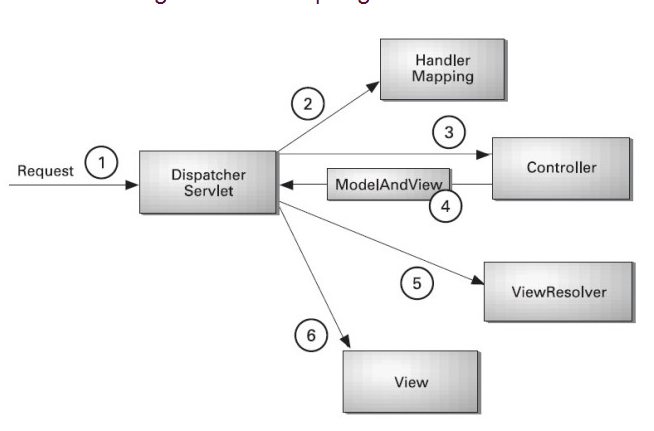 Handler
Mapping
2
3
1
Request
Dispatcher
Servlet
Controller
ModelAndView
4
5
ViewResolver
6
View